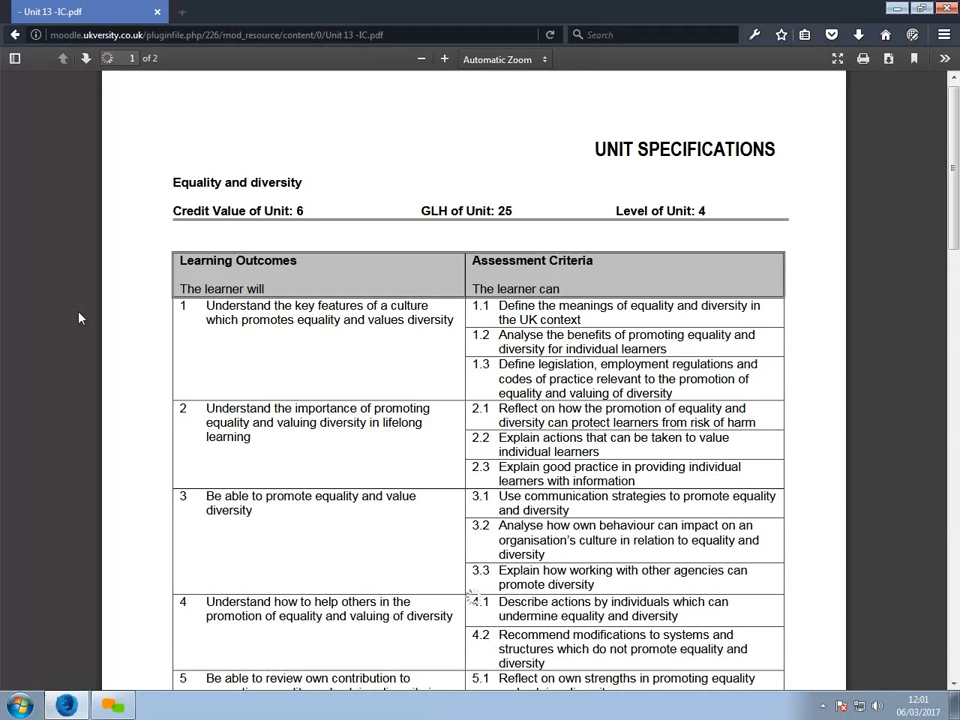 - Unit 13 -IC.pdf
moodle.ukversity.co.uk/pluginfile.php/226/mod_resource/content/0/Unit 13 -IC.pdf
Search
1 of 2
Automatic Zoom
UNIT SPECIFICATIONS
Equality and diversity
Credit Value of Unit: 6 GLH of Unit: 25 Level of Unit: 4
Learning Outcomes
The learner will
Assessment Criteria
The learner can
1 Understand the key features of a culture
which promotes equality and values diversity
1.1 Define the meanings of equality and diversity in
the UK context
1.2 Analyse the benefits of promoting equality and
diversity for individual learners
1.3 Define legislation, employment regulations and
codes of practice relevant to the promotion of
equality and valuing of diversity
2 Understand the importance of promoting
equality and valuing diversity in lifelong
learning
2.1 Reflect on how the promotion of equality and
diversity can protect learners from risk of harm
2.2 Explain actions that can be taken to value
individual learners
2.3 Explain good practice in providing individual
learners with information
3 Be able to promote equality and value
diversity
3.1 Use communication strategies to promote equality
and diversity
3.2 Analyse how own behaviour can impact on an
organisation's culture in relation to equality and
diversity
3.3 Explain how working with other agencies can
promote diversity
4 Understand how to help others in the
promotion of equality and valuing of diversity
4.1 Describe actions by individuals which can
undermine equality and diversity
4.2 Recommend modifications to systems and
structures which do not promote equality and
diversity
5 Be able to review own contribution to
5.1 Reflect on own strengths in promoting equality
12:01
06/03/2017